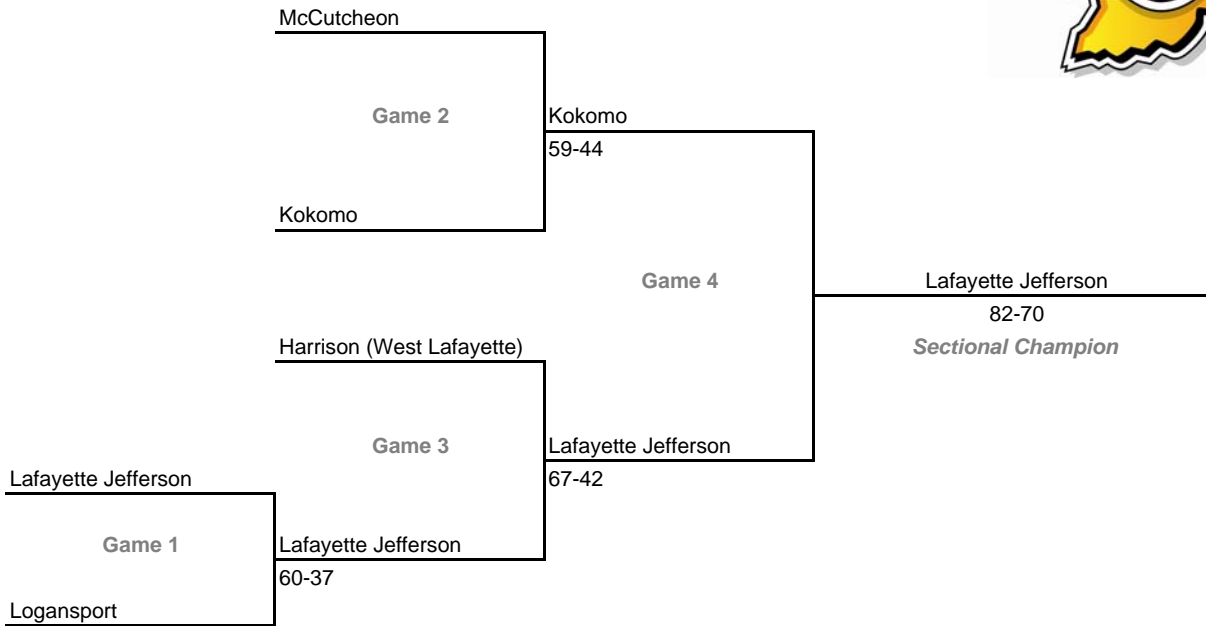 McCutcheon
Game 2
Kokomo
59-44
Kokomo
Game 4
Lafayette Jefferson
82-70
Harrison (West Lafayette)
Sectional Champion
Game 3
Lafayette Jefferson
Lafayette Jefferson
67-42
Game 1
Lafayette Jefferson
60-37
Logansport